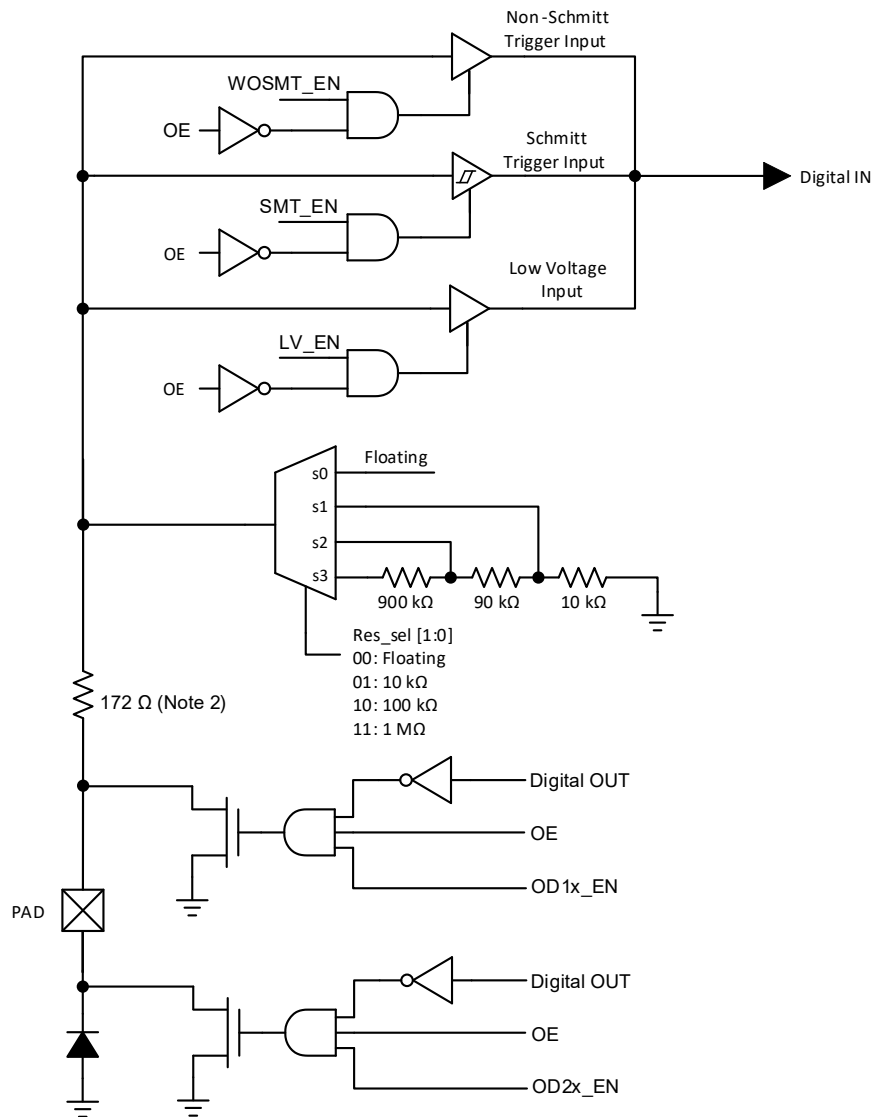 Non-Schmitt
Trigger Input
WOSMT_EN
OE
Schmitt
Trigger Input
Digital IN
SMT_EN
OE
Low Voltage
Input
LV_EN
OE
s0
Floating
s1
s2
s3
900 kΩ
90 kΩ
10 kΩ
Res_sel [1:0]
00: Floating
01: 10 kΩ
10: 100 kΩ
11: 1 MΩ
172 Ω (Note 2)
Digital OUT
OE
OD1x_EN
PAD
Digital OUT
OE
OD2x_EN